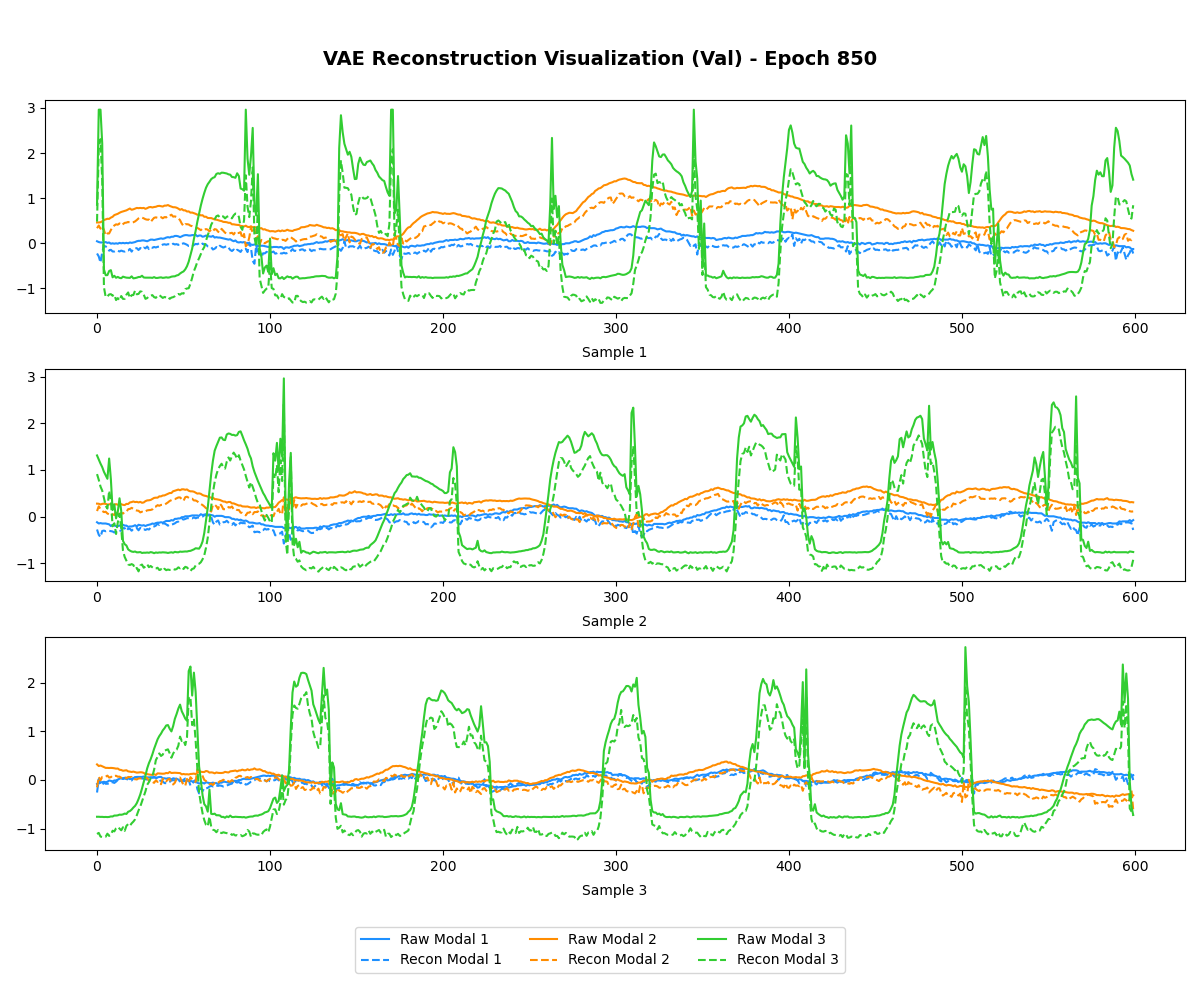 VAE Reconstruction Visualization (Val) - Epoch 850
3
2
1
0
−1
0 100 200 300 400 500 600
Sample 1
3
2
1
0
−1
0 100 200 300 400 500 600
Sample 2
2
1
0
−1
0 100 200 300 400 500 600
Sample 3
Raw Modal 1 Raw Modal 2 Raw Modal 3
Recon Modal 1 Recon Modal 2 Recon Modal 3